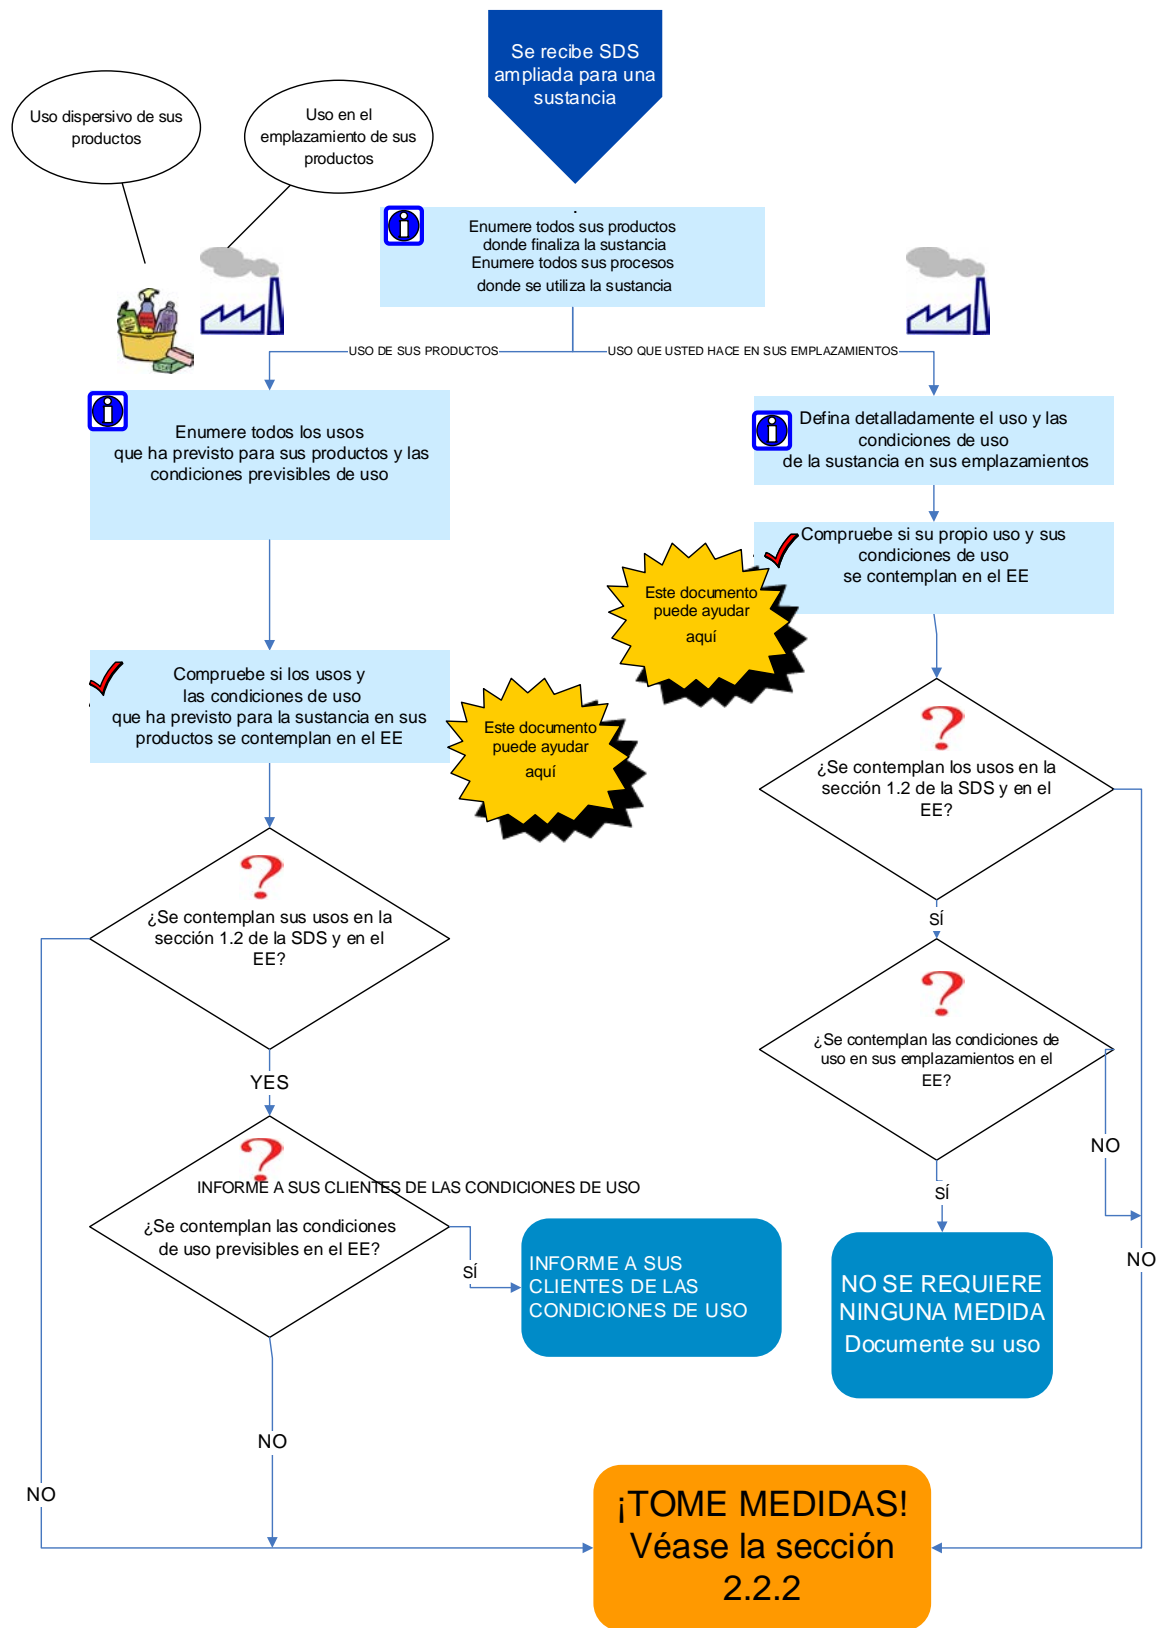 Se recibe SDS
ampliada para una
sustancia
Uso dispersivo de sus
productos
Uso en el
emplazamiento de sus
productos
.
Enumere todos sus productos
donde finaliza la sustancia
Enumere todos sus procesos
donde se utiliza la sustancia
USO DE SUS PRODUCTOS
USO QUE USTED HACE EN SUS EMPLAZAMIENTOS
Enumere todos los usos
que ha previsto para sus productos y las
condiciones previsibles de uso
Defina detalladamente el uso y las
condiciones de uso
de la sustancia en sus emplazamientos
Compruebe si su propio uso y sus
condiciones de uso
se contemplan en el EE
Este documento
puede ayudar
aquí
Compruebe si los usos y
las condiciones de uso
que ha previsto para la sustancia en sus
productos se contemplan en el EE
Este documento
puede ayudar
aquí
?
¿Se contemplan los usos en la
sección 1.2 de la SDS y en el
EE?
?
¿Se contemplan sus usos en la
sección 1.2 de la SDS y en el
EE?
SÍ
?
¿Se contemplan las condiciones de
uso en sus emplazamientos en el
EE?
YES
NO
?
INFORME A SUS CLIENTES DE LAS CONDICIONES DE USO
¿Se contemplan las condiciones
de uso previsibles en el EE?
SÍ
SÍ
INFORME A SUS
CLIENTES DE LAS
CONDICIONES DE USO
NO SE REQUIERE
NINGUNA MEDIDA
Documente su uso
NO
NO
NO
¡TOME MEDIDAS!
Véase la sección
2.2.2